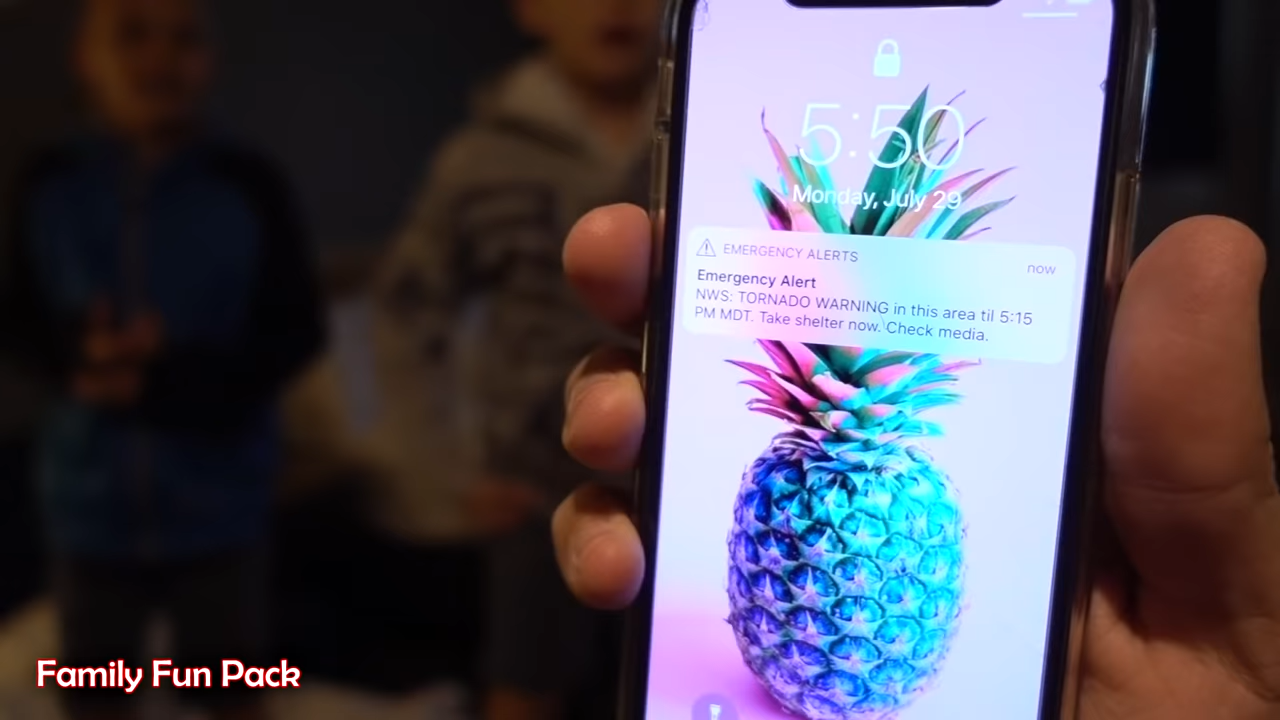 5:50
Monday, July 29
EMERGENCY ALERTS
now
Emergency Alert
NWS: TORNADO WARNING in this area til 5:15
PM MDT. Take shelter now. Check media.
Family Fun Pack